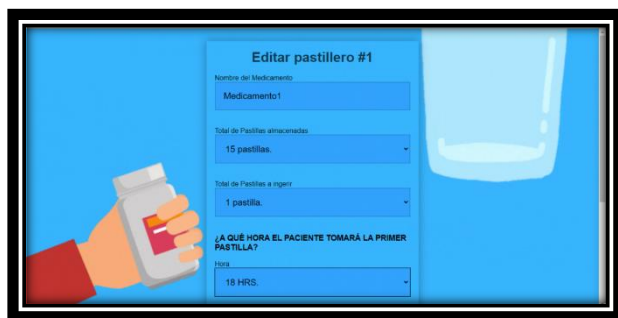 Editar pastillero #1
Nombre del Medicamento
Medicamento1
Total de Pastillas almacenadas
15 pastillas.
Total de Pastillas a ingerir
1 pastilla.
¿A QUÉ HORA EL PACIENTE TOMARÁ LA PRIMER
PASTILLA?
Hora
18 HRS.